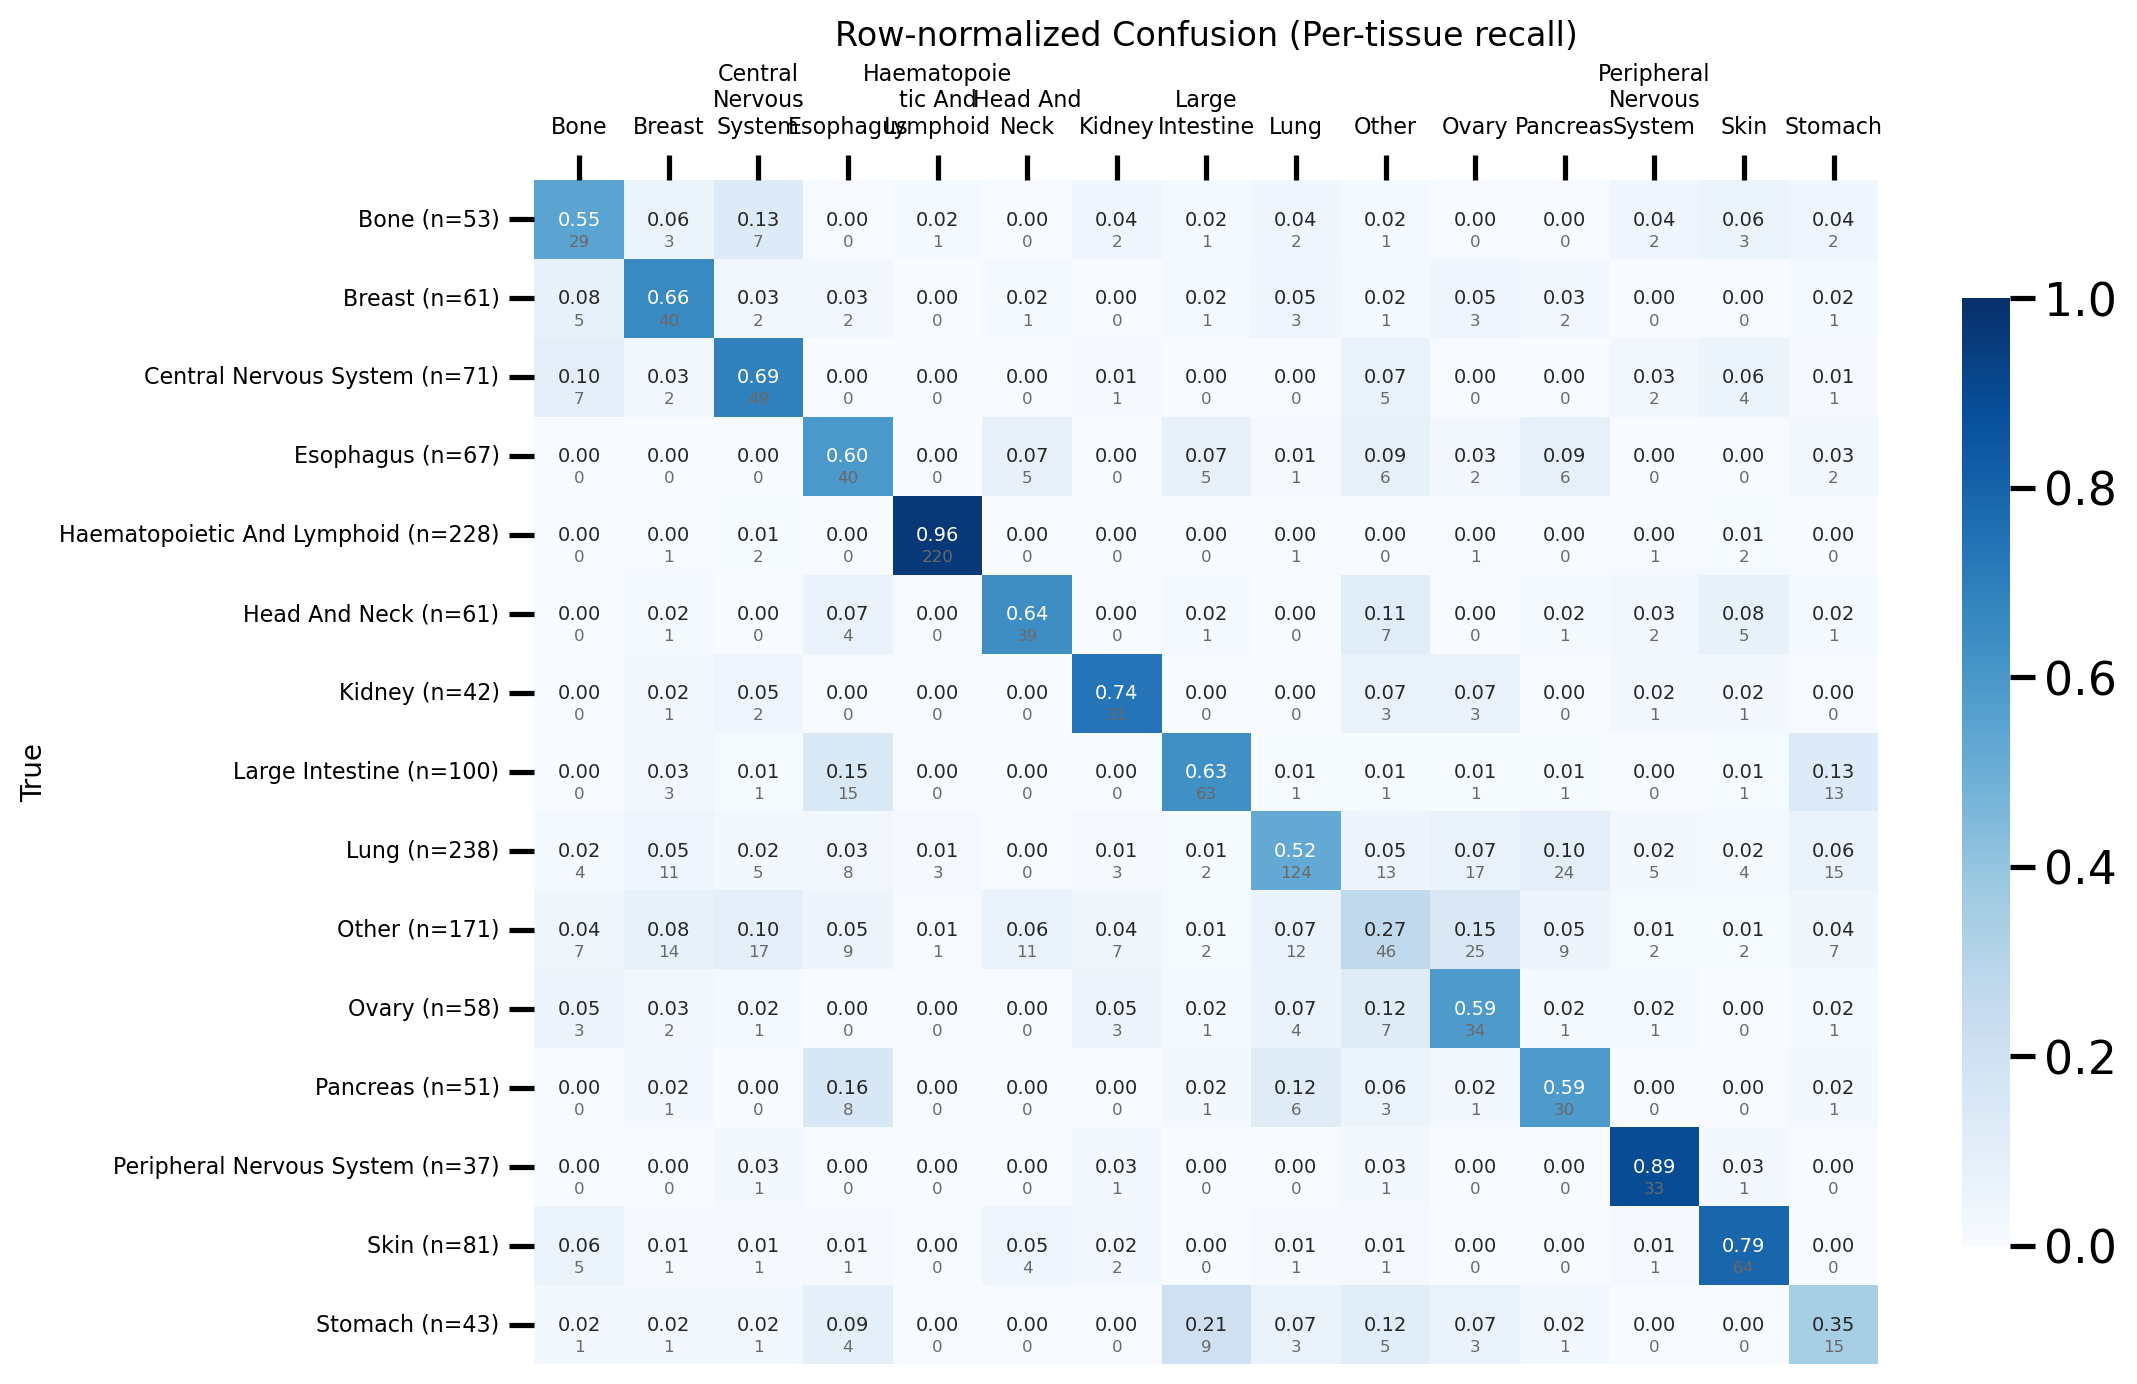 Row-normalized Confusion (Per-tissue recall)
Bone
Breast
Central
Nervous
System
Esophagus
Haematopoie
tic And
Lymphoid
Head And
Neck
Kidney
Large
Intestine
Lung
Other
Ovary
Pancreas
Peripheral
Nervous
System
Skin
Stomach
True
Bone (n=53)
0.55 0.06 0.13 0.00 0.02 0.00 0.04 0.02 0.04 0.02 0.00 0.00 0.04 0.06 0.04
29 3 7 0 1 0 2 1 2 1 0 0 2 3 2
Breast (n=61)
0.08 0.66 0.03 0.03 0.00 0.02 0.00 0.02 0.05 0.02 0.05 0.03 0.00 0.00 0.02
5 40 2 2 0 1 0 1 3 1 3 2 0 0 1
Central Nervous System (n=71)
0.10 0.03 0.69 0.00 0.00 0.00 0.01 0.00 0.00 0.07 0.00 0.00 0.03 0.06 0.01
7 2 49 0 0 0 1 0 0 5 0 0 2 4 1
Esophagus (n=67)
0.00 0.00 0.00 0.60 0.00 0.07 0.00 0.07 0.01 0.09 0.03 0.09 0.00 0.00 0.03
0 0 0 40 0 5 0 5 1 6 2 6 0 0 2
Haematopoietic And Lymphoid (n=228)
0.00 0.00 0.01 0.00 0.96 0.00 0.00 0.00 0.00 0.00 0.00 0.00 0.00 0.01 0.00
0 1 2 0 220 0 0 0 1 0 1 0 1 2 0
Head And Neck (n=61)
0.00 0.02 0.00 0.07 0.00 0.64 0.00 0.02 0.00 0.11 0.00 0.02 0.03 0.08 0.02
0 1 0 4 0 39 0 1 0 7 0 1 2 5 1
Kidney (n=42)
0.00 0.02 0.05 0.00 0.00 0.00 0.74 0.00 0.00 0.07 0.07 0.00 0.02 0.02 0.00
0 1 2 0 0 0 31 0 0 3 3 0 1 1 0
Large Intestine (n=100)
0.00 0.03 0.01 0.15 0.00 0.00 0.00 0.63 0.01 0.01 0.01 0.01 0.00 0.01 0.13
0 3 1 15 0 0 0 63 1 1 1 1 0 1 13
Lung (n=238)
0.02 0.05 0.02 0.03 0.01 0.00 0.01 0.01 0.52 0.05 0.07 0.10 0.02 0.02 0.06
4 11 5 8 3 0 3 2 124 13 17 24 5 4 15
Other (n=171)
0.04 0.08 0.10 0.05 0.01 0.06 0.04 0.01 0.07 0.27 0.15 0.05 0.01 0.01 0.04
7 14 17 9 1 11 7 2 12 46 25 9 2 2 7
Ovary (n=58)
0.05 0.03 0.02 0.00 0.00 0.00 0.05 0.02 0.07 0.12 0.59 0.02 0.02 0.00 0.02
3 2 1 0 0 0 3 1 4 7 34 1 1 0 1
Pancreas (n=51)
0.00 0.02 0.00 0.16 0.00 0.00 0.00 0.02 0.12 0.06 0.02 0.59 0.00 0.00 0.02
0 1 0 8 0 0 0 1 6 3 1 30 0 0 1
Peripheral Nervous System (n=37)
0.00 0.00 0.03 0.00 0.00 0.00 0.03 0.00 0.00 0.03 0.00 0.00 0.89 0.03 0.00
0 0 1 0 0 0 1 0 0 1 0 0 33 1 0
Skin (n=81)
0.06 0.01 0.01 0.01 0.00 0.05 0.02 0.00 0.01 0.01 0.00 0.00 0.01 0.79 0.00
5 1 1 1 0 4 2 0 1 1 0 0 1 64 0
Stomach (n=43)
0.02 0.02 0.02 0.09 0.00 0.00 0.00 0.21 0.07 0.12 0.07 0.02 0.00 0.00 0.35
1 1 1 4 0 0 0 9 3 5 3 1 0 0 15
1.0
0.8
0.6
0.4
0.2
0.0